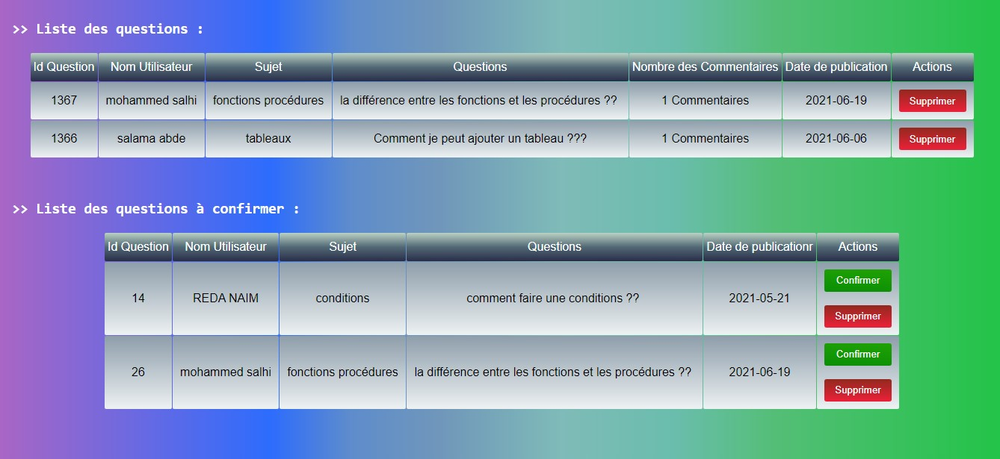 >> Liste des questions :
Id Question Nom Utilisateur Sujet Questions Nombre des Commentaires Date de publication Actions
1367 mohammed salhi fonctions procédures la différence entre les fonctions et les procédures ?? 1 Commentaires 2021-06-19 Supprimer
1366 salama abde tableaux Comment je peut ajouter un tableau ??? 1 Commentaires 2021-06-06 Supprimer
>> Liste des questions à confirmer :
Id Question Nom Utilisateur Sujet Questions Date de publicationr Actions
14 REDA NAIM conditions comment faire une conditions ?? 2021-05-21 Confirmer
Supprimer
26 mohammed salhi fonctions procédures la différence entre les fonctions et les procédures ?? 2021-06-19 Confirmer
Supprimer